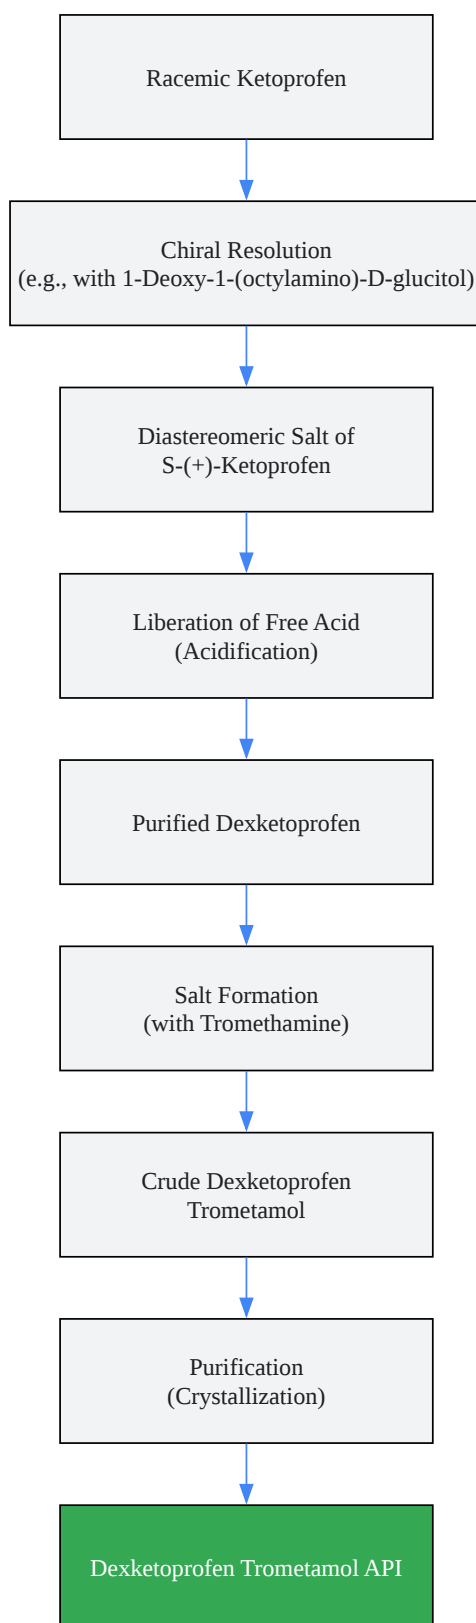 Racemic Ketoprofen
Chiral Resolution
(e.g., with 1-Deoxy-1-(octylamino)-D-glucitol)
Diastereomeric Salt of
S-(+)-Ketoprofen
Liberation of Free Acid
(Acidification)
Purified Dexketoprofen
Salt Formation
(with Tromethamine)
Crude Dexketoprofen
Trometamol
Purification
(Crystallization)
Dexketoprofen Trometamol API